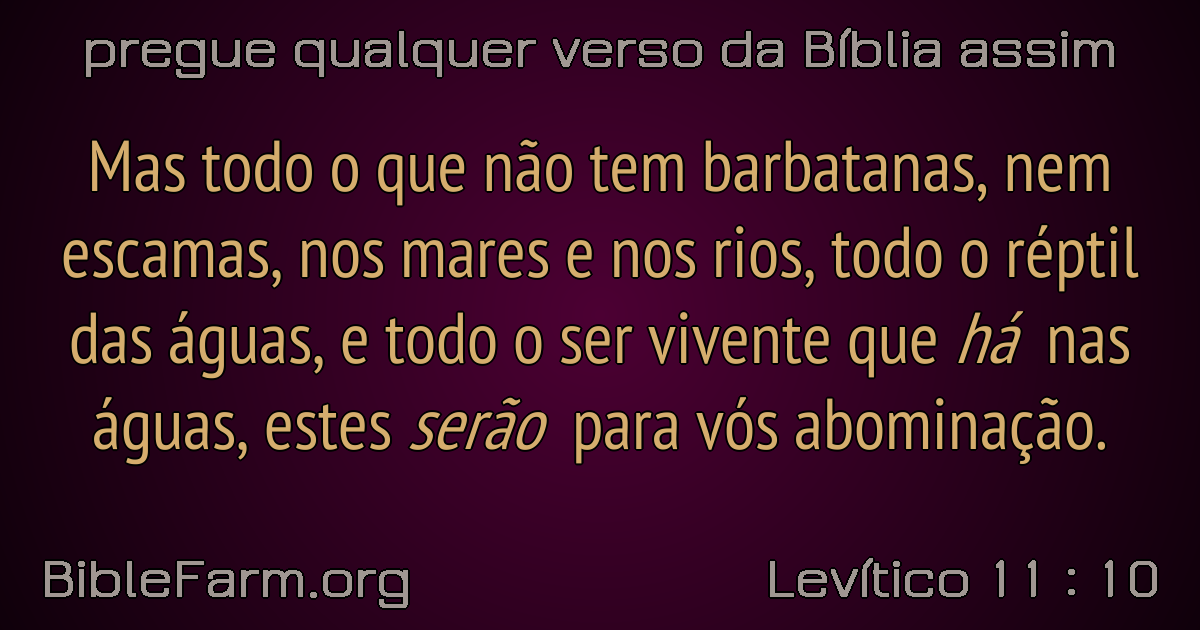 pregue qualquer verso da Bíblia assim
Mas todo o que não tem barbatanas, nem
escamas, nos mares e nos rios, todo o réptil
das águas, e todo o ser vivente que há nas
águas, estes serão para vós abominação.
BibleFarm.org
Levítico 11 : 10